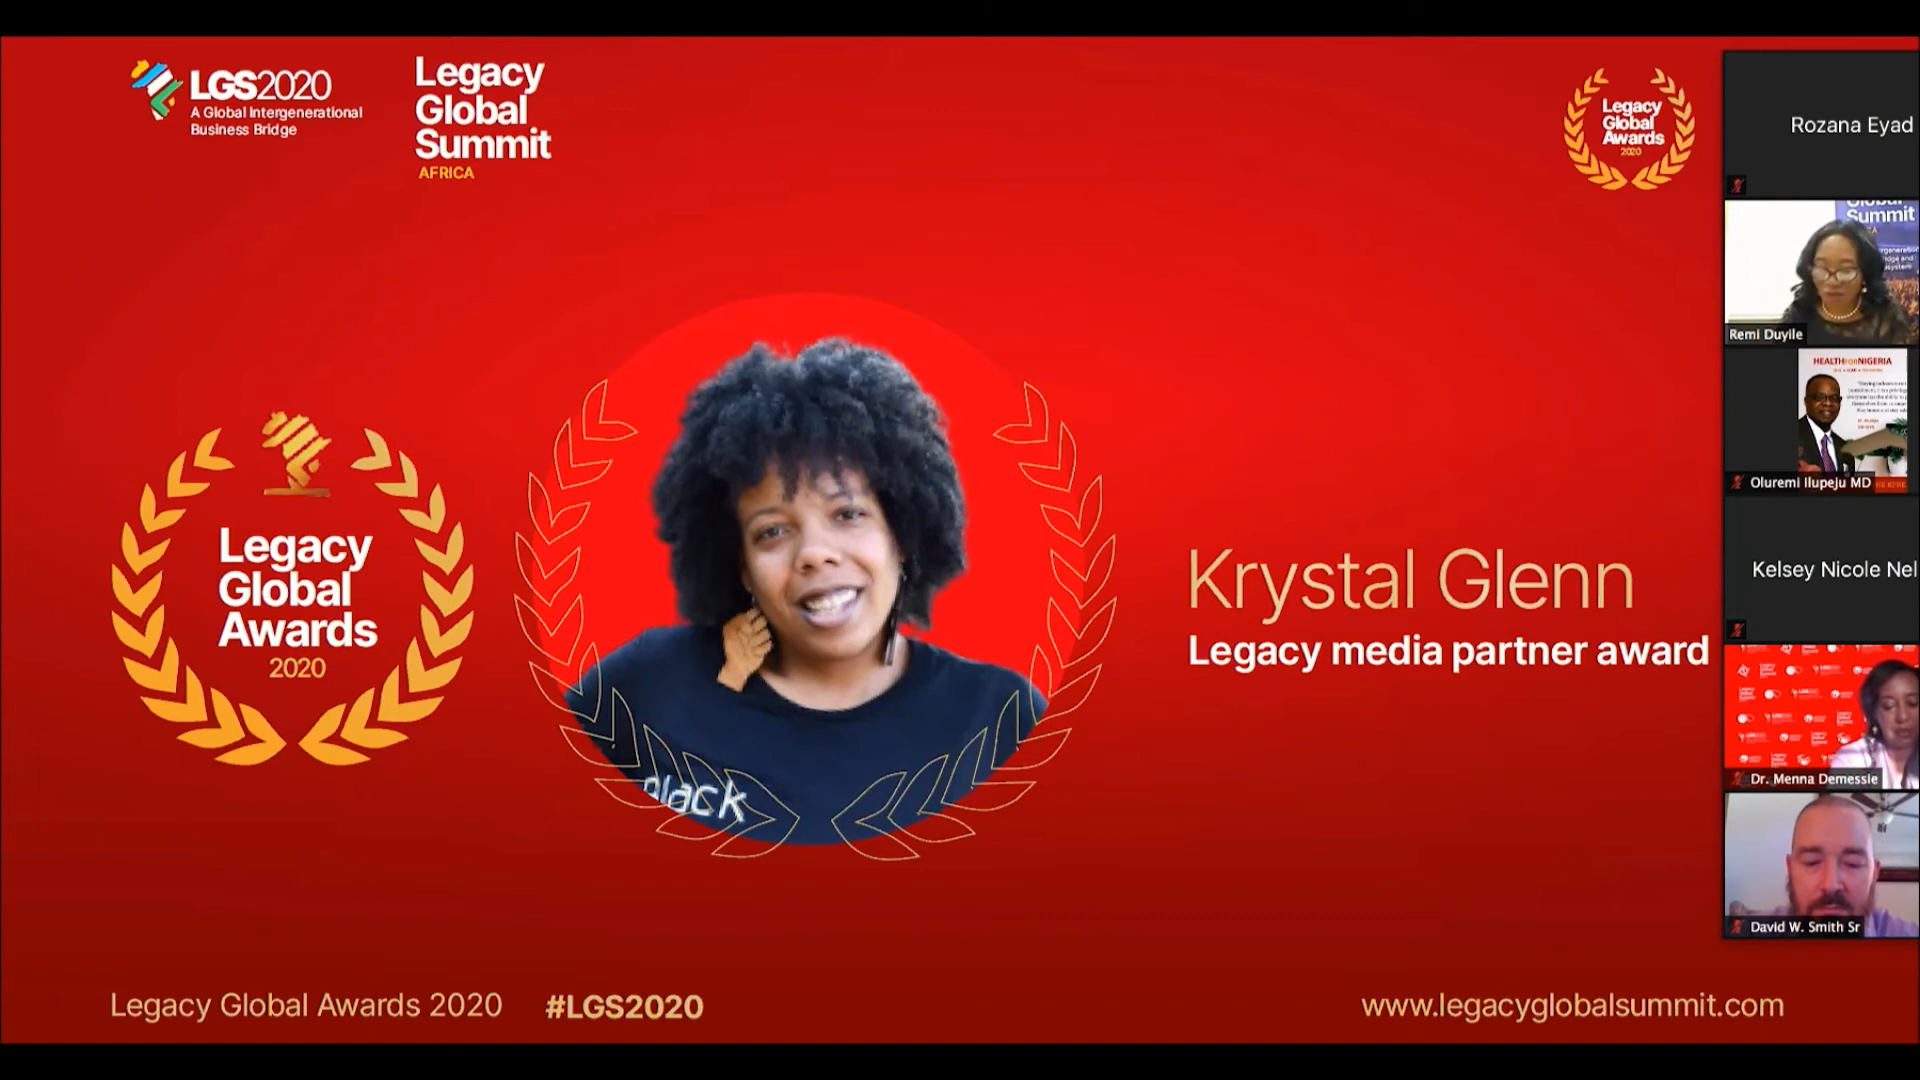 LGS2020
A Global Intergenerational
Business Bridge
Legacy
Global
Summit
AFRICA
Legacy
Global
Awards
2020
Legacy
Global
Awards
2020
black
Krystal Glenn
Legacy media partner award
Legacy Global Awards 2020
#LGS2020
www.legacyglobalsummit.com
Rozana Eyad
Global
Summit
Remi Duyile
HEALTHFORNIGERIA
Oluremi Ilupeju MD
Kelsey Nicole Nel
Dr. Menna Demessie
David W. Smith Sr